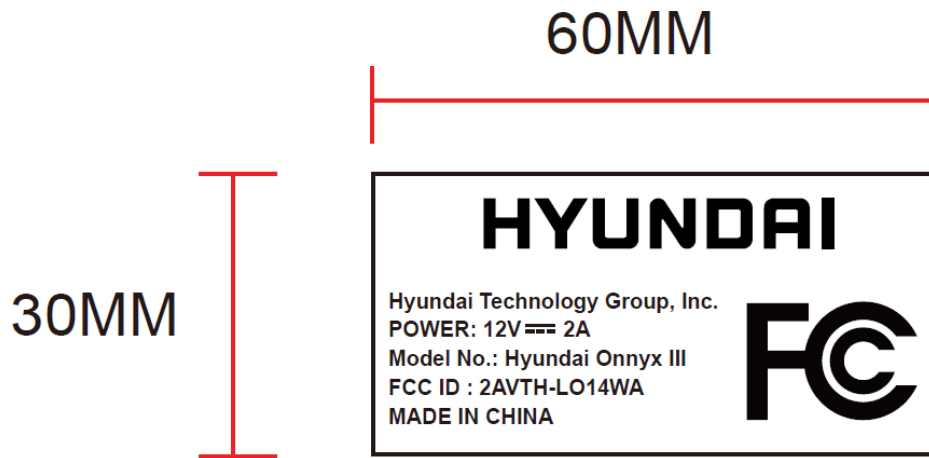 60MM
30MM
HYUNDAI
Hyundai Technology Group, Inc.
POWER: 12V⎓ 2A
Model No.: Hyundai Onnyx III
FCC ID : 2AVTH-LO14WA
MADE IN CHINA
FC